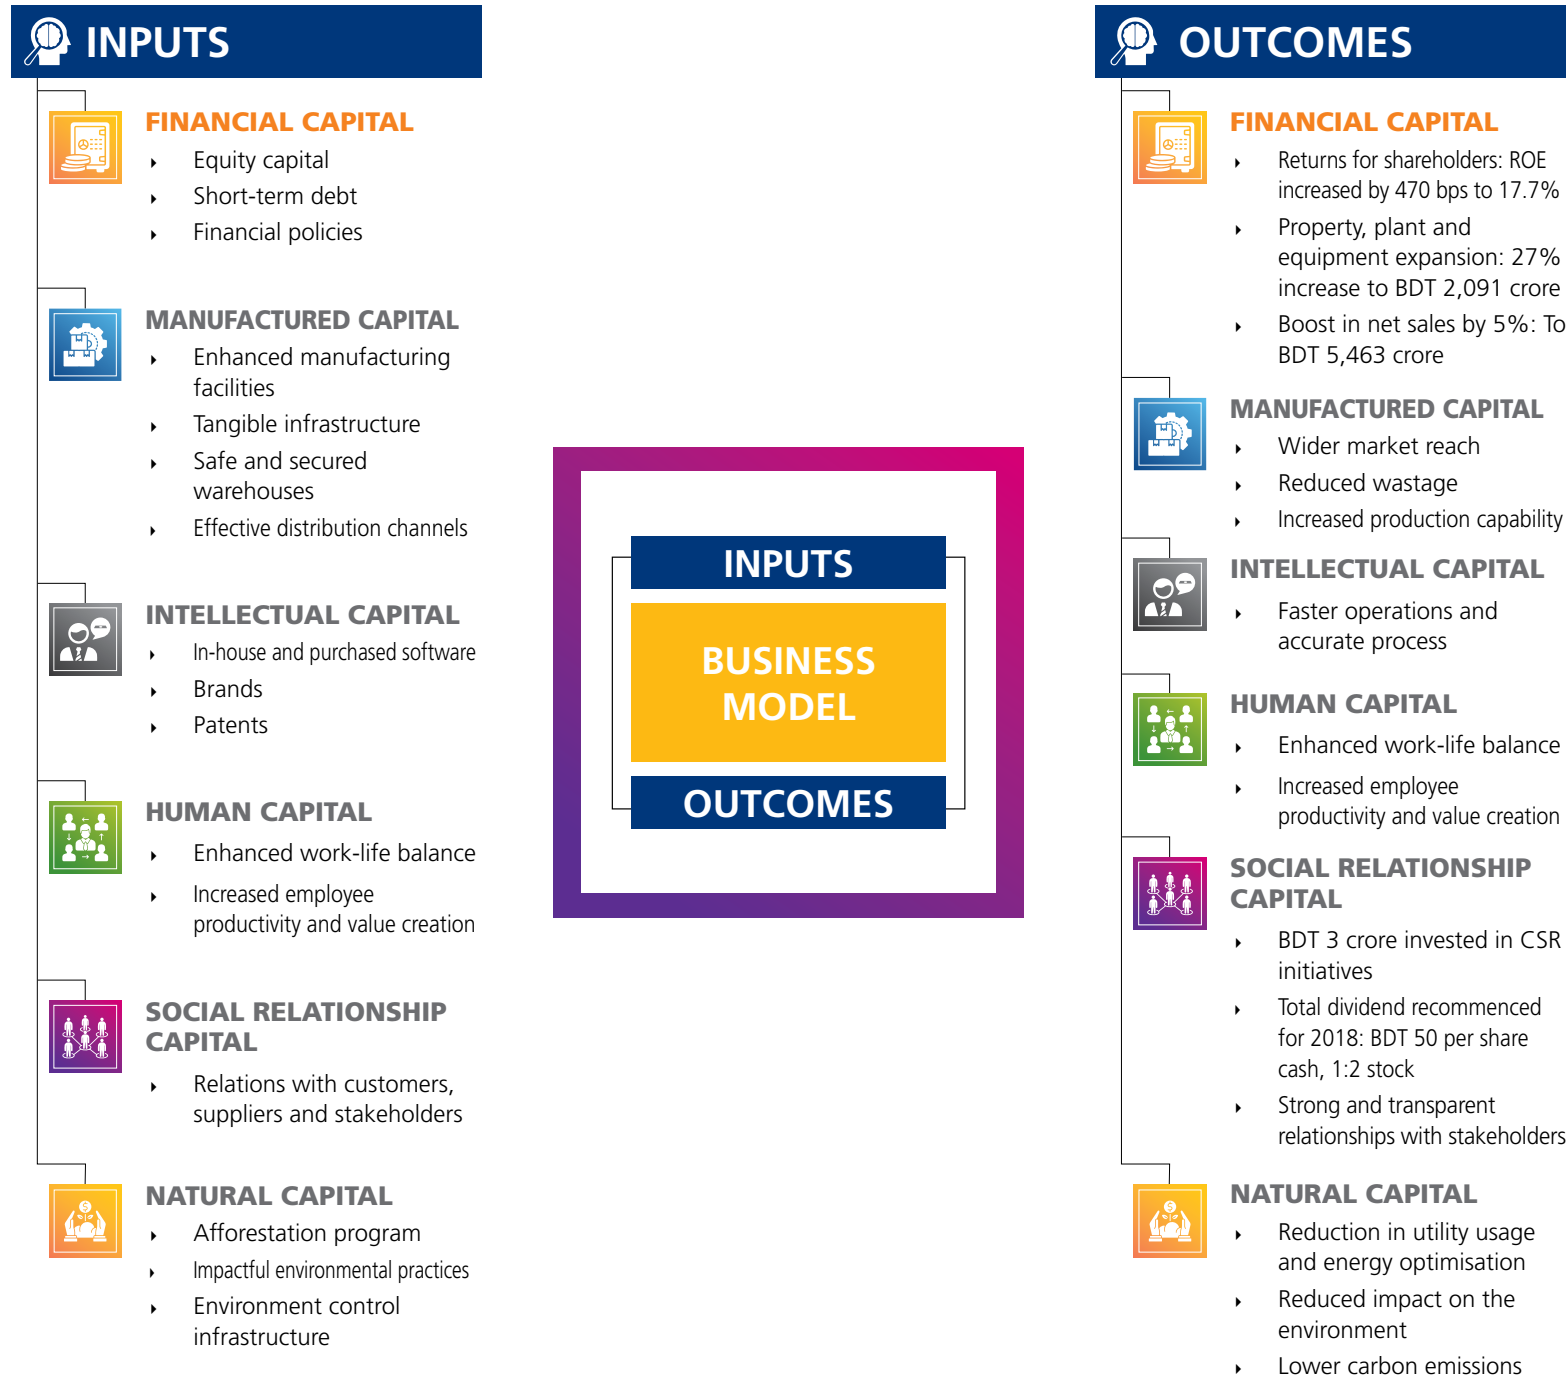 INPUTS
FINANCIAL CAPITAL
Equity capital
Short-term debt
Financial policies
MANUFACTURED CAPITAL
Enhanced manufacturing
facilities
Tangible infrastructure
Safe and secured
warehouses
Effective distribution channels
INTELLECTUAL CAPITAL
In-house and purchased software
Brands
Patents
HUMAN CAPITAL
Enhanced work-life balance
Increased employee
productivity and value creation
SOCIAL RELATIONSHIP
CAPITAL
Relations with customers,
suppliers and stakeholders
NATURAL CAPITAL
Afforestation program
Impactful environmental practices
Environment control
infrastructure
INPUTS
BUSINESS
MODEL
OUTCOMES
OUTCOMES
FINANCIAL CAPITAL
Returns for shareholders: ROE
increased by 470 bps to 17.7%
Property, plant and
equipment expansion: 27%
increase to BDT 2,091 crore
Boost in net sales by 5%: To
BDT 5,463 crore
MANUFACTURED CAPITAL
Wider market reach
Reduced wastage
Increased production capability
INTELLECTUAL CAPITAL
Faster operations and
accurate process
HUMAN CAPITAL
Enhanced work-life balance
Increased employee
productivity and value creation
SOCIAL RELATIONSHIP
CAPITAL
BDT 3 crore invested in CSR
initiatives
Total dividend recommenced
for 2018: BDT 50 per share
cash, 1:2 stock
Strong and transparent
relationships with stakeholders
NATURAL CAPITAL
Reduction in utility usage
and energy optimisation
Reduced impact on the
environment
Lower carbon emissions